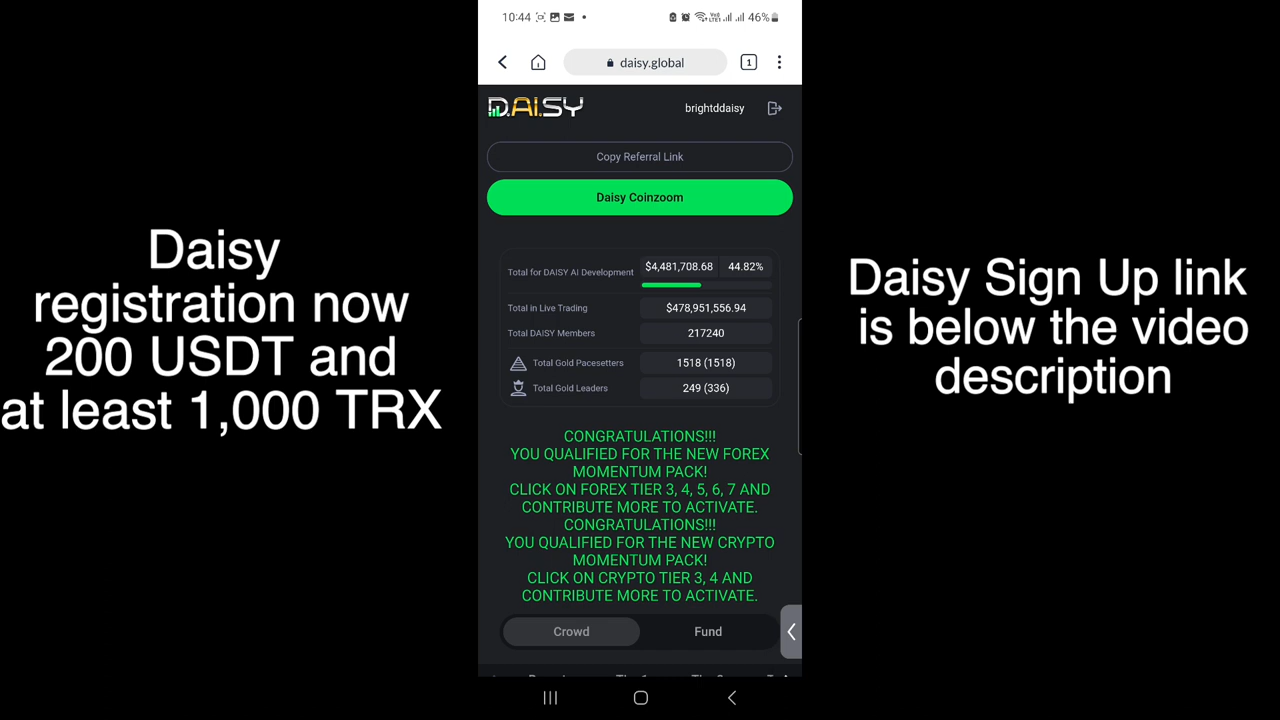 Daisy
registration now
200 USDT and
at least 1,000 TRX
10:44
46%
daisy.global
1
D.AI.SY
brightddaisy
Copy Referral Link
Daisy Coinzoom
Total for DAISY AI Development $4,481,708.68 44.82%
Total in Live Trading $478,951,556.94
Total DAISY Members 217240
Total Gold Pacesetters 1518 (1518)
Total Gold Leaders 249 (336)
CONGRATULATIONS!!!
YOU QUALIFIED FOR THE NEW FOREX
MOMENTUM PACK!
CLICK ON FOREX TIER 3, 4, 5, 6, 7 AND
CONTRIBUTE MORE TO ACTIVATE.
CONGRATULATIONS!!!
YOU QUALIFIED FOR THE NEW CRYPTO
MOMENTUM PACK!
CLICK ON CRYPTO TIER 3, 4 AND
CONTRIBUTE MORE TO ACTIVATE.
Crowd Fund
Daisy Sign Up link
is below the video
description